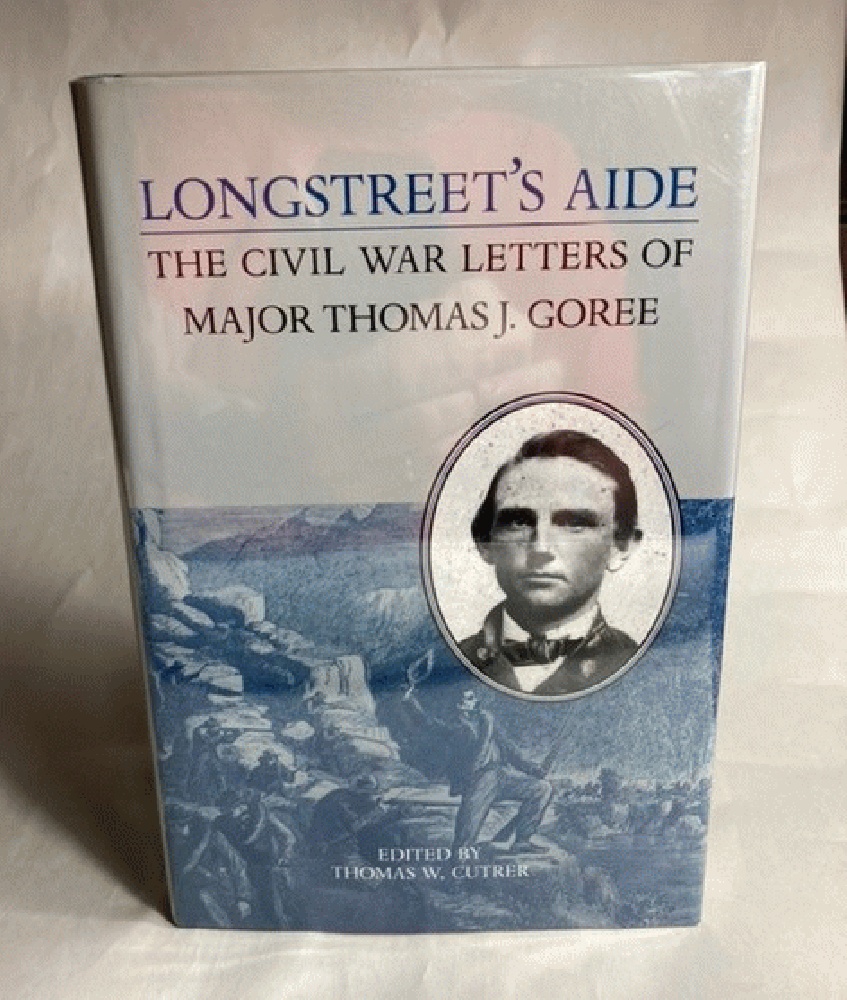 LONGSTREET'S AIDE
THE CIVIL WAR LETTERS OF
MAJOR THOMAS J. GOREE
EDITED BY
THOMAS W. CUTRER